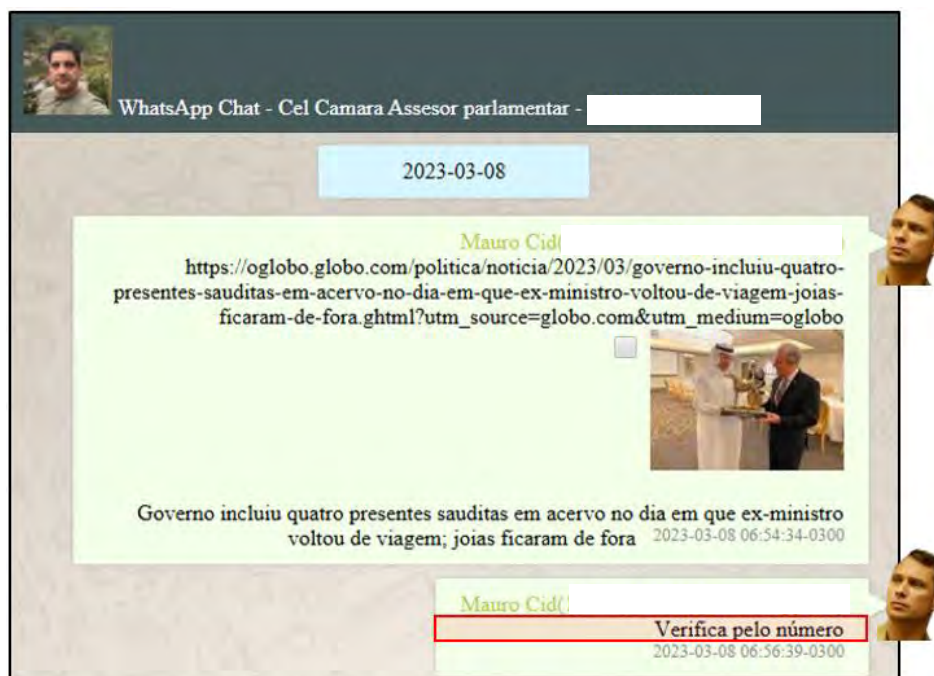 WhatsApp Chat - Cel Camara Assesor parlamentar -
2023-03-08
Mauro Cid(
https://oglobo.globo.com/politica/noticia/2023/03/governo-incluiu-quatro-
presentes-sauditas-em-acervo-no-dia-em-que-ex-ministro-voltou-de-viagem-joias-
ficaram-de-fora.ghtml?utm_source=globo.com&utm_medium=oglobo
Governo incluiu quatro presentes sauditas em acervo no dia em que ex-ministro
voltou de viagem; joias ficaram de fora 2023-03-08 06:54:34-0300
Mauro Cid(
Verifica pelo número
2023-03-08 06:56:39-0300